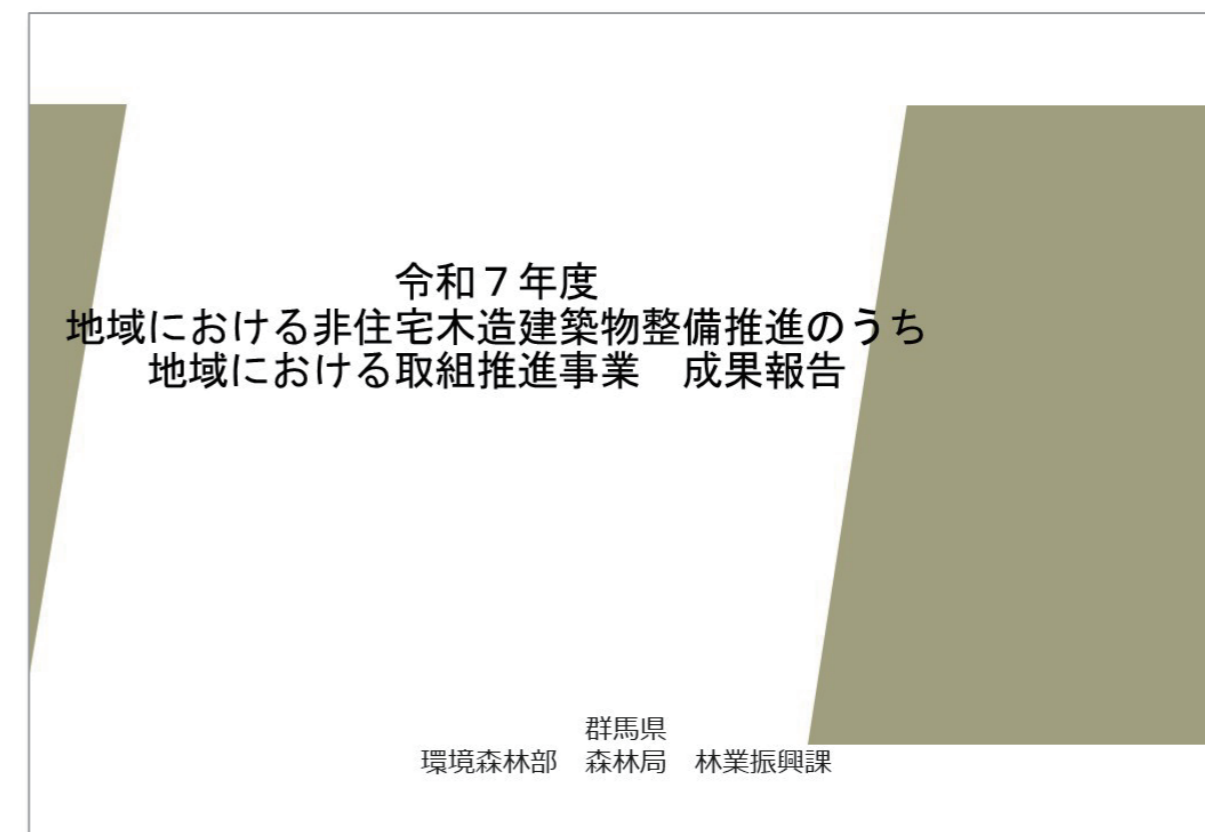 令和７年度
地域における非住宅木造建築物整備推進のうち
地域における取組推進事業　成果報告
群馬県
環境森林部　森林局　林業振興課